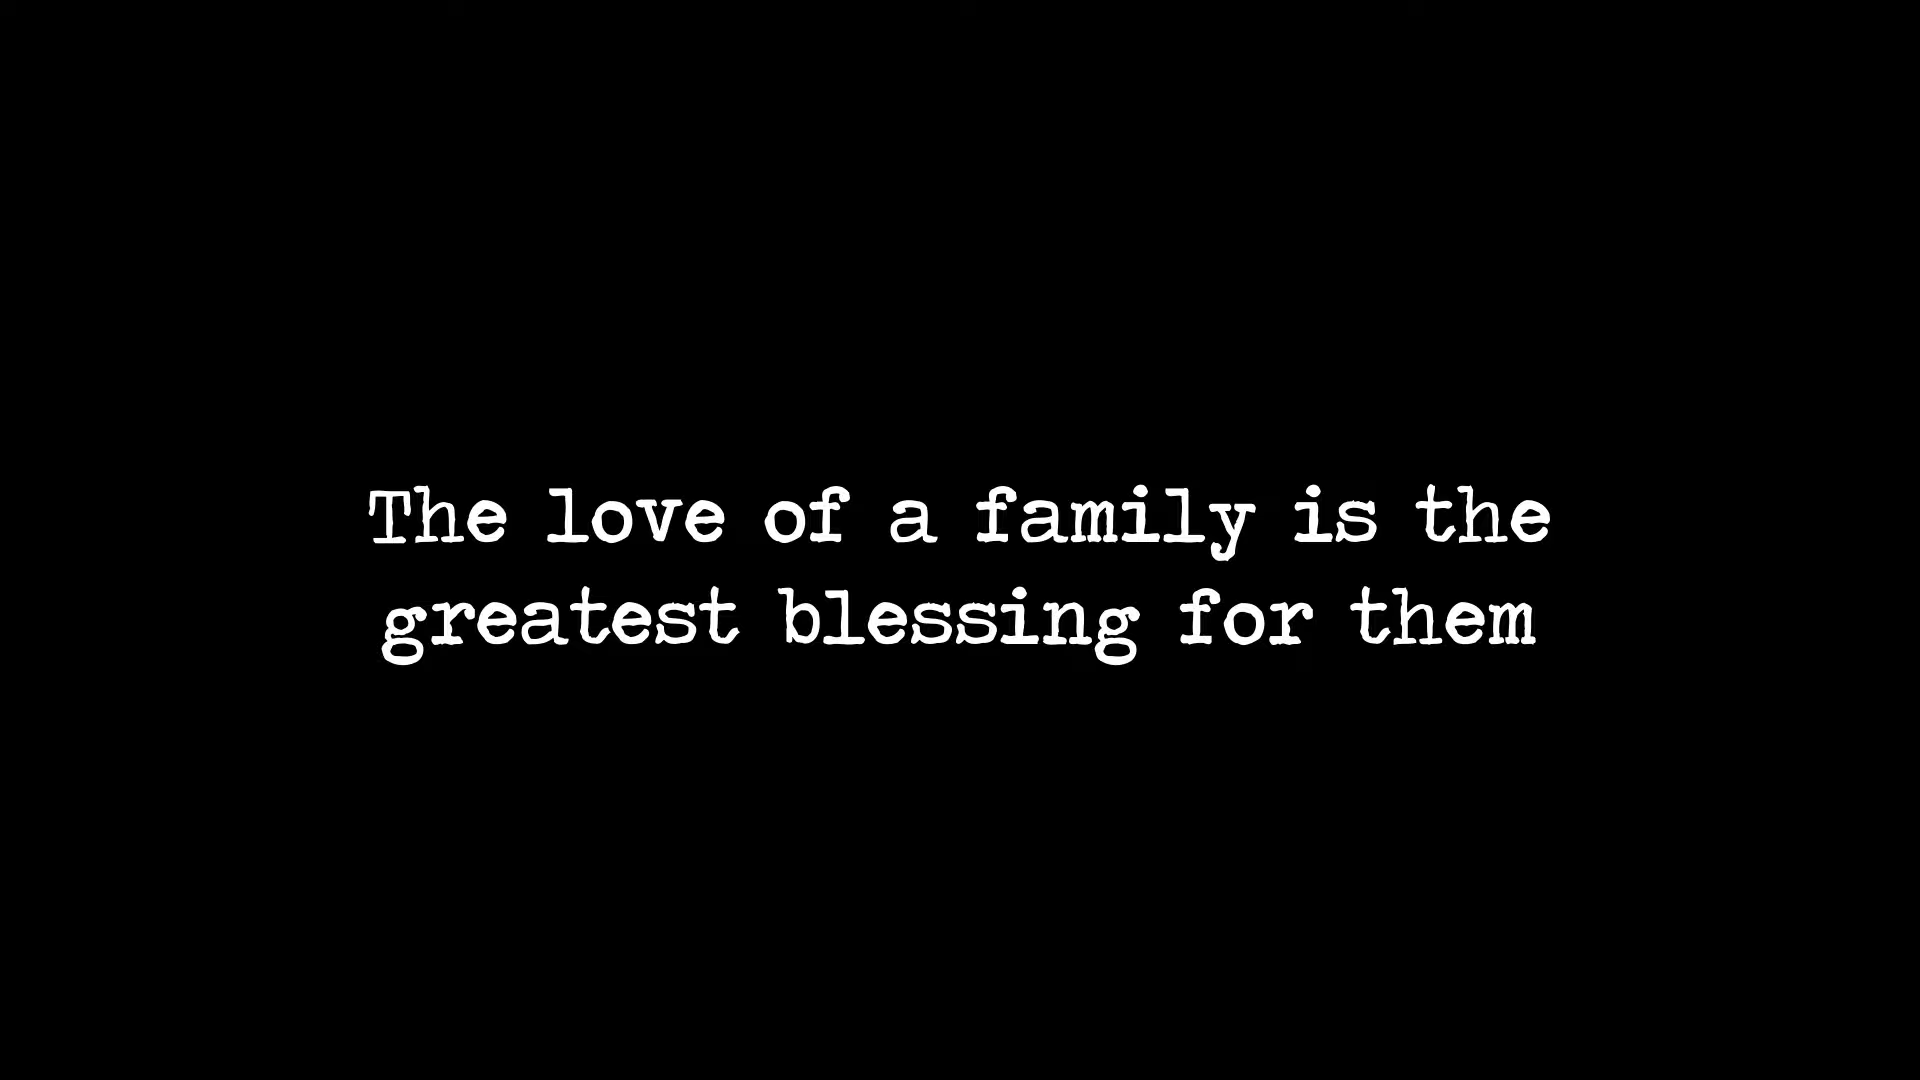 The love of a family is the
greatest blessing for them